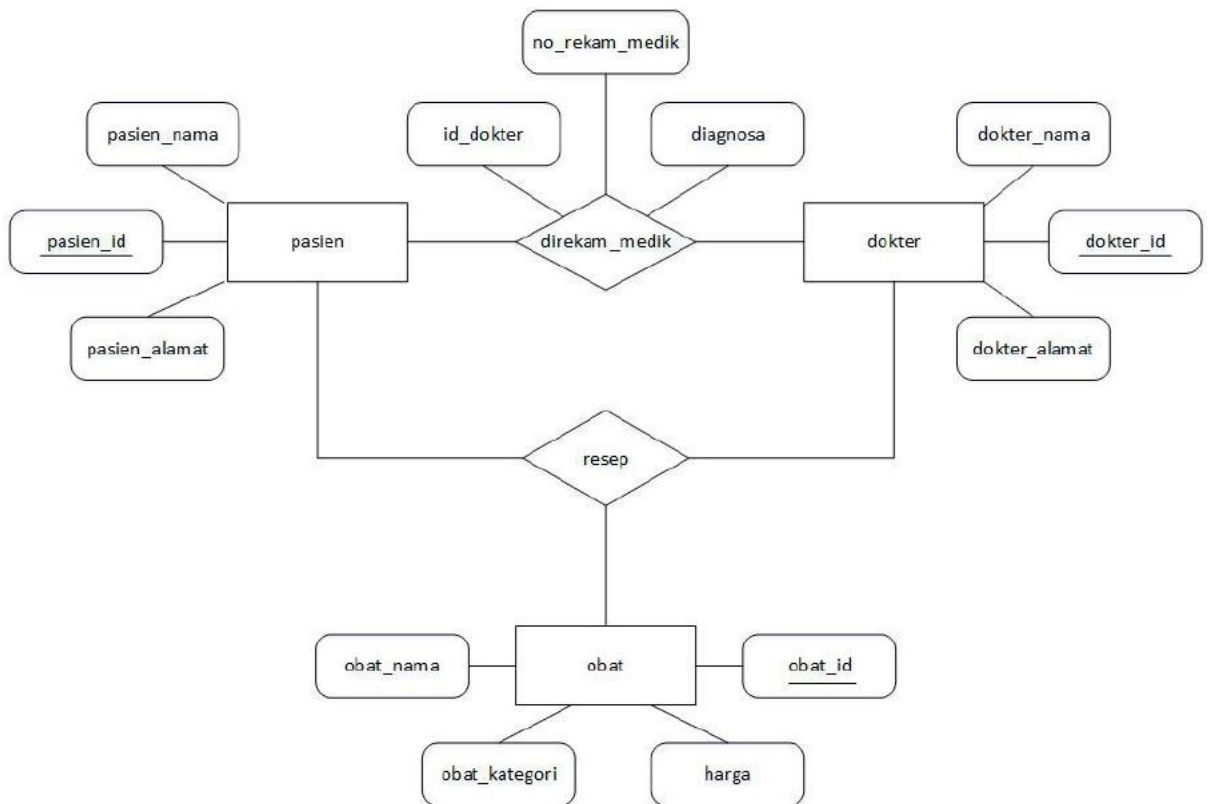 no_rekam_medik
pasien_nama
id_dokter
diagnosa
dokter_nama
pasien_id
pasien
direkam_medik
dokter
dokter_id
pasien_alamat
dokter_alamat
resep
obat_nama
obat
obat_id
obat_kategori
harga